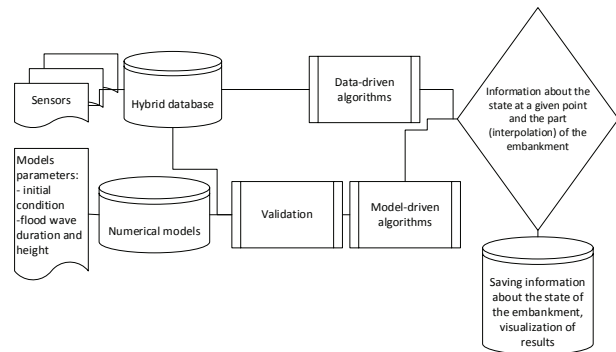 Sensors
Hybrid database
Data-driven
algorithms
Information about the
state at a given point
and the part
(interpolation) of the
embankment
Models
parameters:
- initial
condition
-flood wave
duration and
height
Numerical models
Validation
Model-driven
algorithms
Saving information
about the state of
the embankment,
visualization of
results